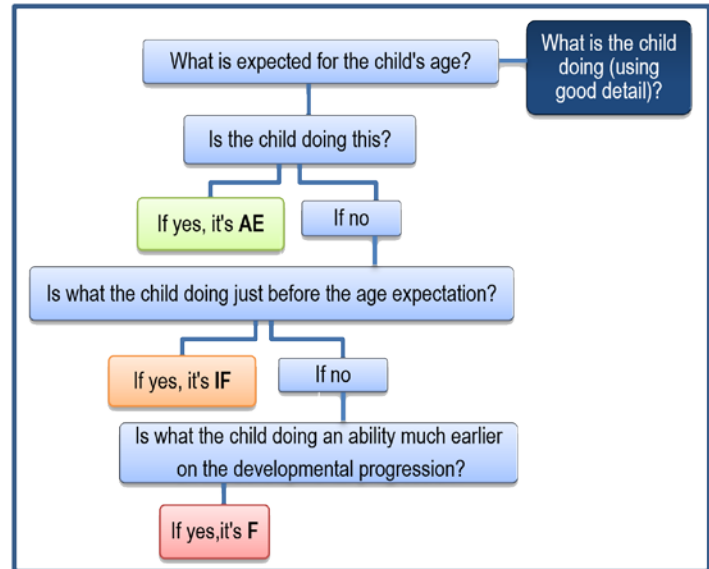 What is expected for the child's age?
What is the child
doing (using
good detail)?
Is the child doing this?
If yes, it's AE
If no
Is what the child doing just before the age expectation?
If yes, it's IF
If no
Is what the child doing an ability much earlier
on the developmental progression?
If yes,it's F